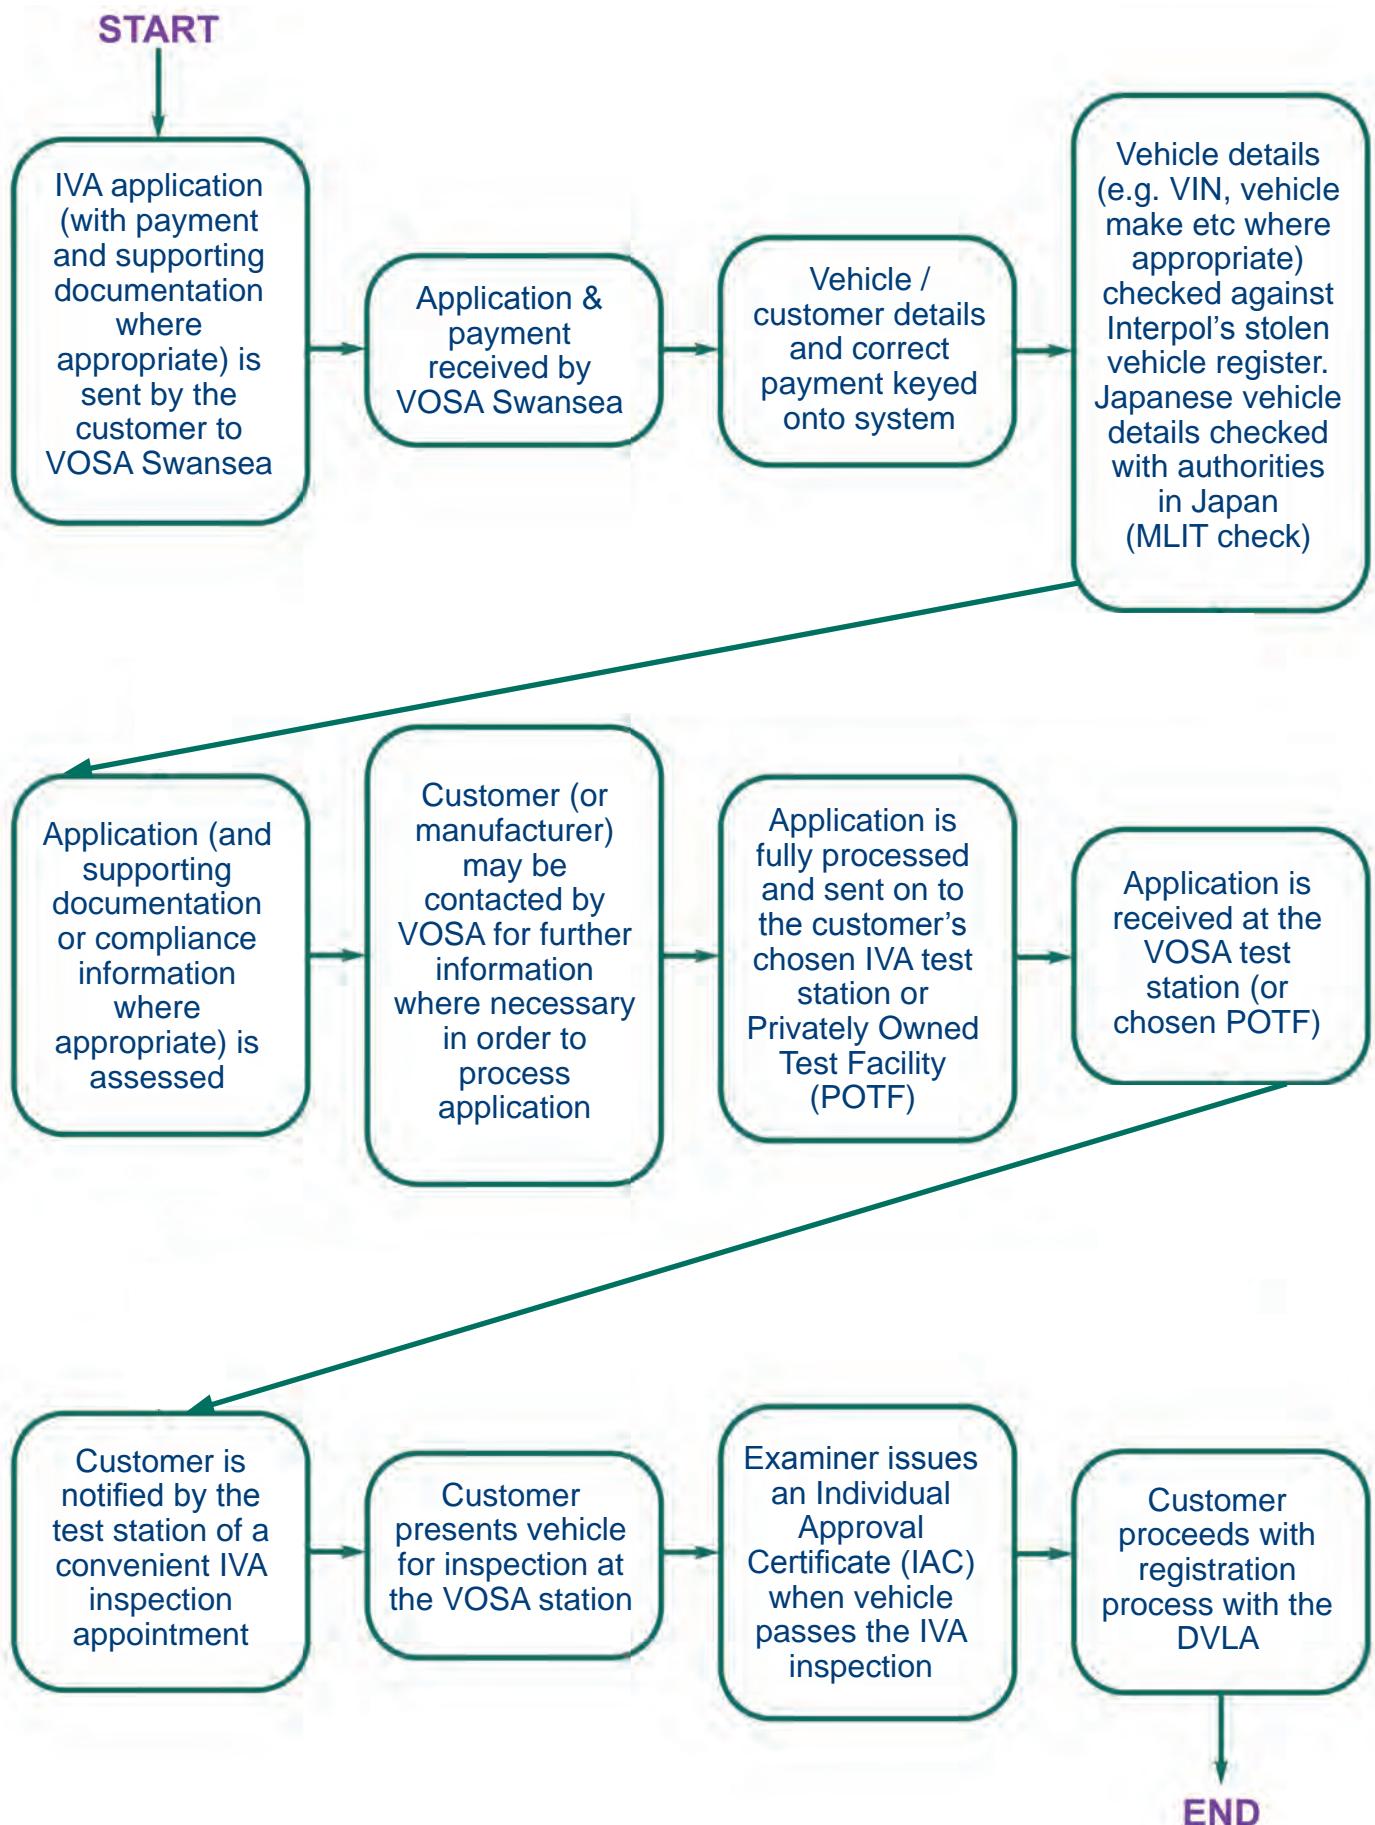 START
IVA application
(with payment
and supporting
documentation
where
appropriate) is
sent by the
customer to
VOSA Swansea
Application &
payment
received by
VOSA Swansea
Vehicle /
customer details
and correct
payment keyed
onto system
Vehicle details
(e.g. VIN, vehicle
make etc where
appropriate)
checked against
Interpol’s stolen
vehicle register.
Japanese vehicle
details checked
with authorities
in Japan
(MLIT check)
Application (and
supporting
documentation
or compliance
information
where
appropriate) is
assessed
Customer (or
manufacturer)
may be
contacted by
VOSA for further
information
where necessary
in order to
process
application
Application is
fully processed
and sent on to
the customer’s
chosen IVA test
station or
Privately Owned
Test Facility
(POTF)
Application is
received at the
VOSA test
station (or
chosen POTF)
Customer is
notified by the
test station of a
convenient IVA
inspection
appointment
Customer
presents vehicle
for inspection at
the VOSA station
Examiner issues
an Individual
Approval
Certificate (IAC)
when vehicle
passes the IVA
inspection
Customer
proceeds with
registration
process with the
DVLA
END